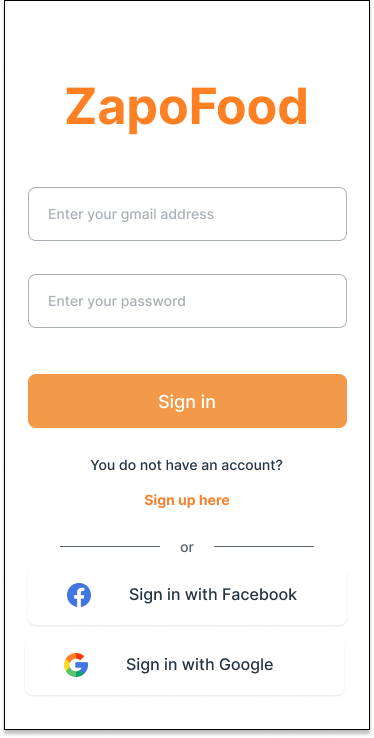 ZapoFood
Enter your gmail address
Enter your password
Sign in
You do not have an account?
Sign up here
or
Sign in with Facebook
Sign in with Google